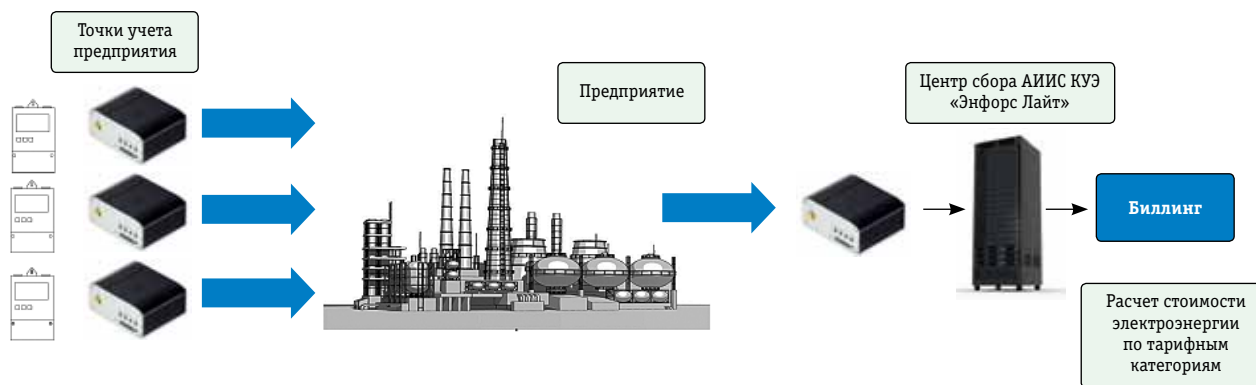 Точки учета
предприятия
Предприятие
Центр сбора АИИС КУЭ
«Энфорс Лайт»
Биллинг
Расчет стоимости
электроэнергии
по тарифным
категориям